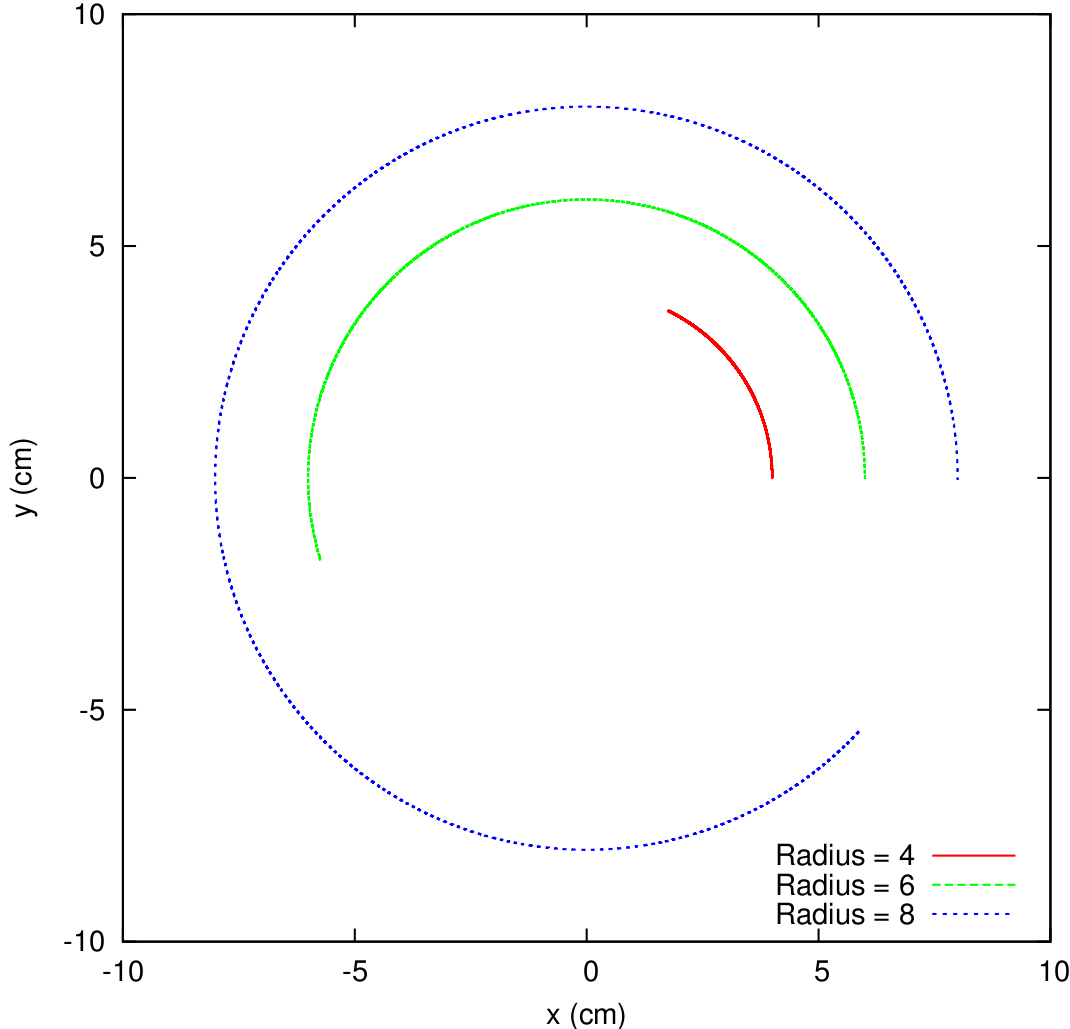 10
5
0
-5
-10
-10
-5
0
5
10
y (cm)
x (cm)
Radius = 4
Radius = 6
Radius = 8